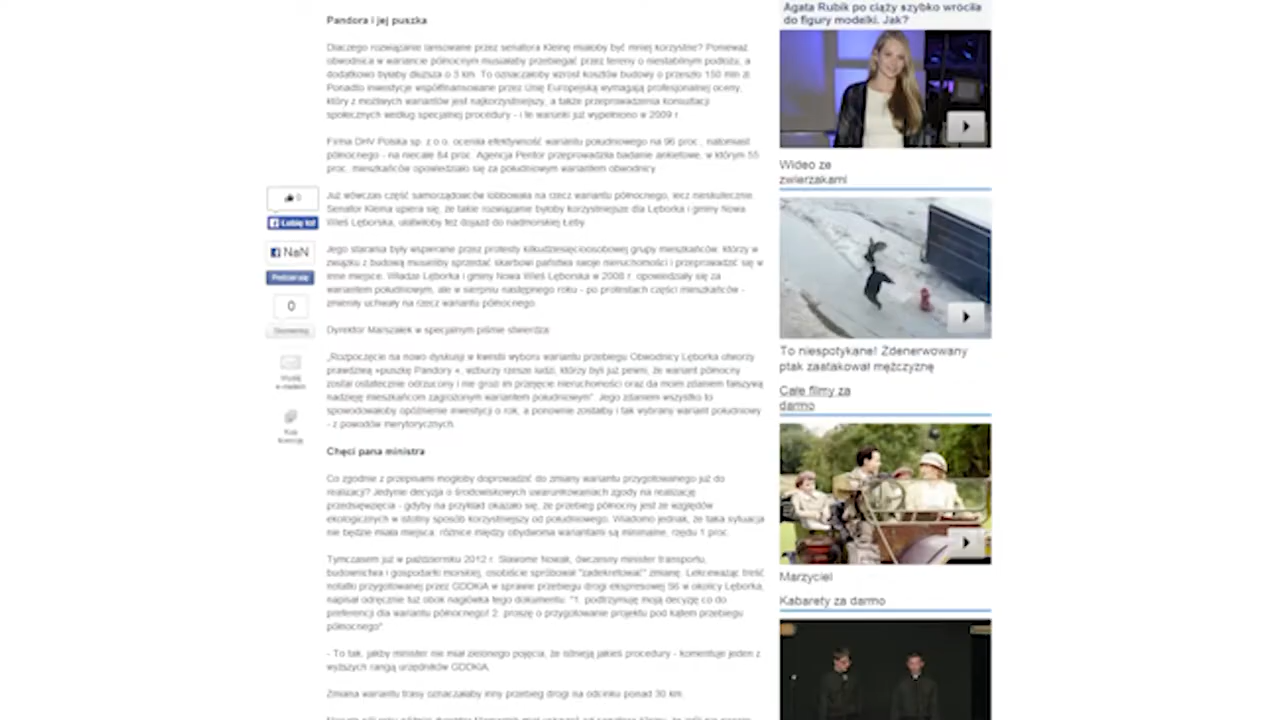 Pandora i jej puszka
Dlaczego rozwiązanie lansowane przez senatora Kleinę miałoby być mniej korzystne? Ponieważ
obwodnica w wariancie północnym musiałaby przebiegać przez tereny o niestabilnym podłożu, a
dodatkowo byłaby dłuższa o 3 km. To oznaczałoby wzrost kosztów budowy o przeszło 150 mln zł.
Ponadto inwestycje współfinansowane przez Unię Europejską wymagają profesjonalnej oceny,
który z możliwych wariantów jest najkorzystniejszy, a także przeprowadzenia konsultacji
społecznych według specjalnej procedury - i te warunki już wypełniono w 2009 r.
Firma DHV Polska sp. z o.o. oceniła efektywność wariantu południowego na 96 proc., natomiast
północnego - na niecałe 84 proc. Agencja Pentor przeprowadziła badanie ankietowe, w którym 55
proc. mieszkańców opowiedziało się za południowym wariantem obwodnicy.
Już wówczas część samorządowców lobbowała na rzecz wariantu północnego, lecz nieskutecznie.
Senator Kleina upiera się, że takie rozwiązanie byłoby korzystniejsze dla Lęborka i gminy Nowa
Wieś Lęborska, ułatwiłoby też dojazd do nadmorskiej Łeby.
Jego starania były wspierane przez protesty kilkudziesięcioosobowej grupy mieszkańców, którzy w
związku z budową musieliby sprzedać skarbowi państwa swoje nieruchomości i przeprowadzić się w
inne miejsce. Władze Lęborka i gminy Nowa Wieś Lęborska w 2008 r. opowiedziały się za
wariantem południowym, ale w sierpniu następnego roku - po protestach części mieszkańców -
zmieniły uchwały na rzecz wariantu północnego.
Dyrektor Marszałek w specjalnym piśmie stwierdza:
„Rozpoczęcie na nowo dyskusji w kwestii wyboru wariantu przebiegu Obwodnicy Lęborka otworzy
prawdziwą »puszkę Pandory «, wzburzy rzesze ludzi, którzy byli już pewni, że wariant północny
został ostatecznie odrzucony i nie grozi im przejęcie nieruchomości oraz da moim zdaniem fałszywą
nadzieję mieszkańcom zagrożonym wariantem południowym". Jego zdaniem wszystko to
spowodowałoby opóźnienie inwestycji o rok, a ponownie zostałby i tak wybrany wariant południowy
- z powodów merytorycznych.
Chęci pana ministra
Co zgodnie z przepisami mogłoby doprowadzić do zmiany wariantu przygotowanego już do
realizacji? Jedynie decyzja o środowiskowych uwarunkowaniach zgody na realizację
przedsięwzięcia - gdyby na przykład okazało się, że przebieg północny jest ze względów
ekologicznych w istotny sposób korzystniejszy od południowego. Wiadomo jednak, że taka sytuacja
nie będzie miała miejsca: różnice między obydwoma wariantami są minimalne, rzędu 1 proc.
Tymczasem już w październiku 2012 r. Sławomir Nowak, ówczesny minister transportu,
budownictwa i gospodarki morskiej, osobiście spróbował "zadekretować" zmianę. Lekceważąc treść
notatki przygotowanej przez GDDKiA w sprawie przebiegu drogi ekspresowej S6 w okolicy Lęborka,
napisał odręcznie tuż obok nagłówka tego dokumentu: "1. podtrzymuję moją decyzję co do
preferencji dla wariantu północnego! 2. proszę o przygotowanie projektu pod kątem przebiegu
północnego"
- To tak, jakby minister nie miał zielonego pojęcia, że istnieją jakieś procedury - komentuje jeden z
wyższych rangą urzędników GDDKiA.
Zmiana wariantu trasy oznaczałaby inny przebieg drogi na odcinku ponad 30 km.
0
Lubię to!
NaN
Podziel się
0
Wyślij
e-mailem
Kup
licencję
Agata Rubik po ciąży szybko wróciła
do figury modelki. Jak?
Wideo ze
zwierzakami
To niespotykane! Zdenerwowany
ptak zaatakował mężczyznę
Całe filmy za
darmo
Marzyciel
Kabarety za darmo